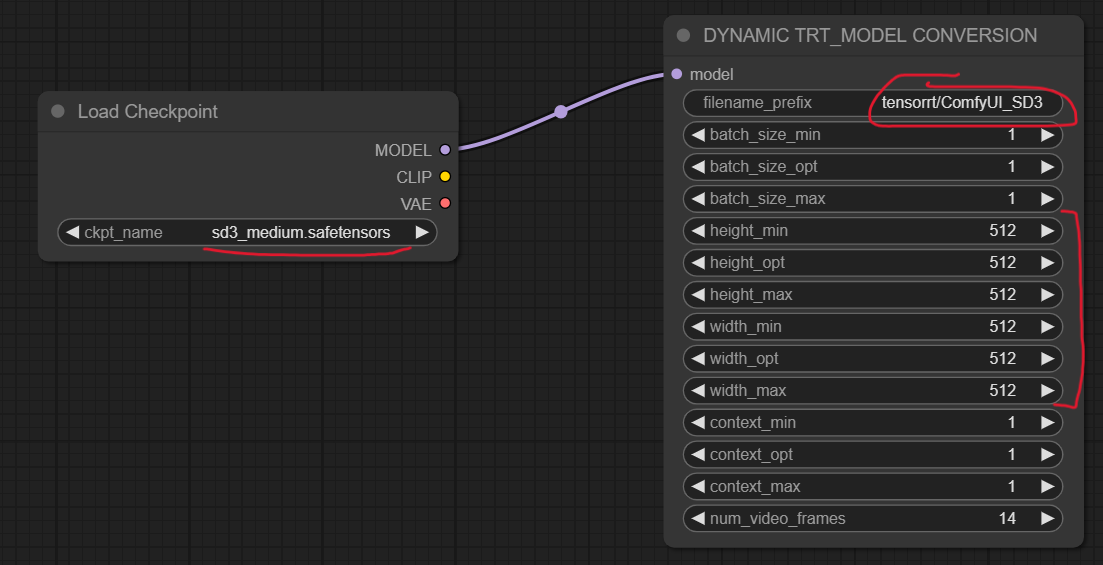 Load Checkpoint
MODEL
CLIP
VAE
ckpt_name sd3_medium.safetensors
DYNAMIC TRT_MODEL CONVERSION
model
filename_prefix tensorrt/ComfyUI_SD3
batch_size_min 1
batch_size_opt 1
batch_size_max 1
height_min 512
height_opt 512
height_max 512
width_min 512
width_opt 512
width_max 512
context_min 1
context_opt 1
context_max 1
num_video_frames 14